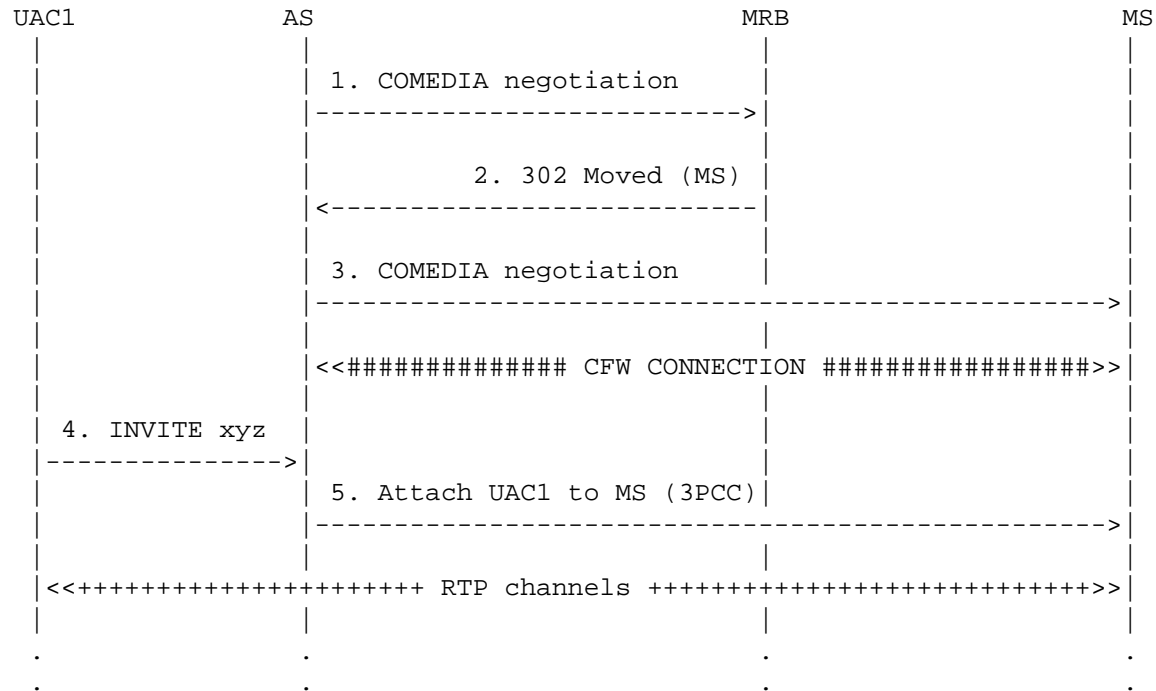 UAC1 AS MRB MS
1. COMEDIA negotiation
2. 302 Moved (MS)
3. COMEDIA negotiation
<<############## CFW CONNECTION #################>>
4. INVITE xyz
5. Attach UAC1 to MS (3PCC)
<<++++++++++++++++++++++ RTP channels ++++++++++++++++++++++++++++>>